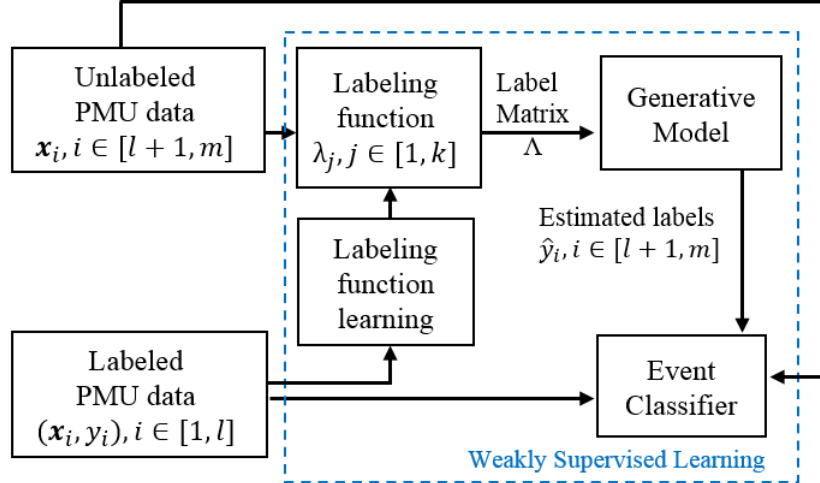 Unlabeled
PMU data
𝒙ᵢ, i ∈ [l + 1, m]
Labeling
function
λⱼ, j ∈ [1, k]
Label
Matrix
Λ
Generative
Model
Estimated labels
ŷᵢ, i ∈ [l + 1, m]
Labeling
function
learning
Labeled
PMU data
(𝒙ᵢ, yᵢ), i ∈ [1, l]
Event
Classifier
Weakly Supervised Learning